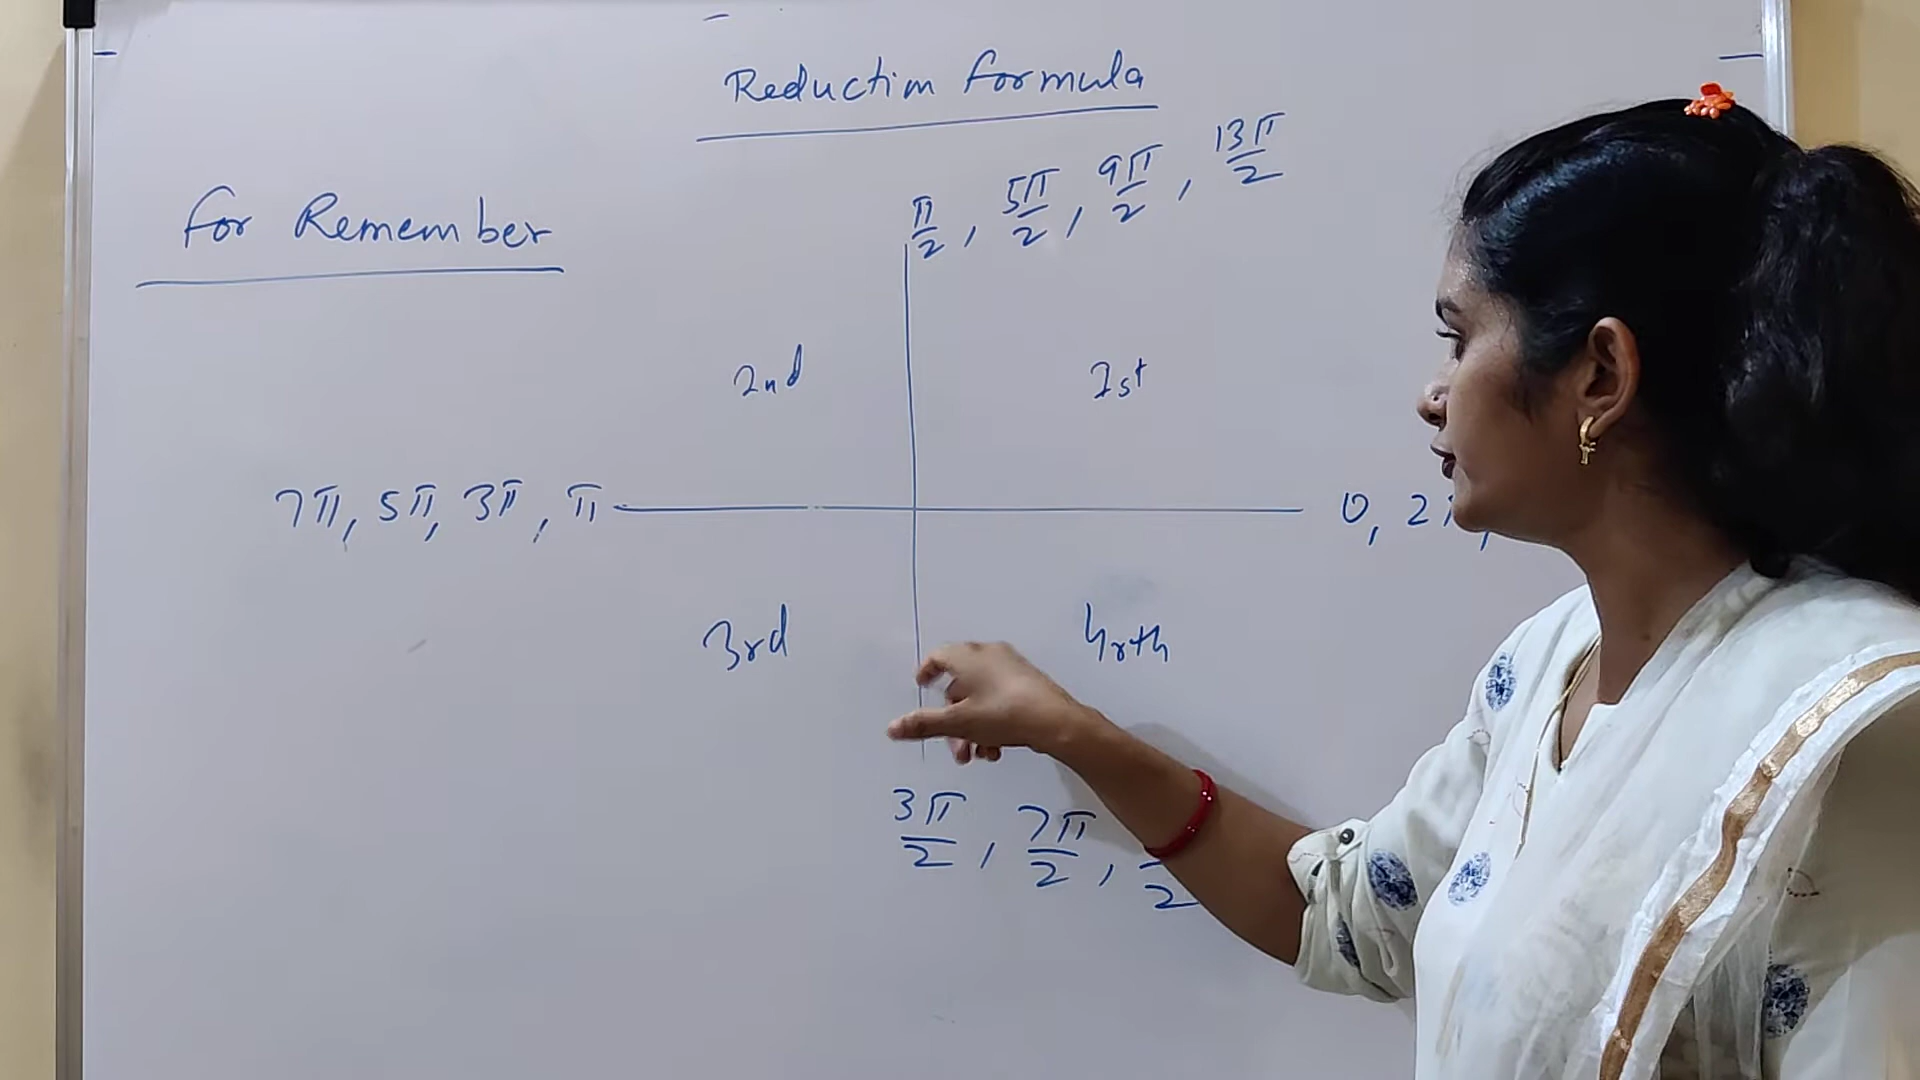 Reduction formula
for Remember
π/2, 5π/2, 9π/2, 13π/2
2nd 1st
7π, 5π, 3π, π 0, 2π,
3rd 4rth
3π/2, 7π/2,